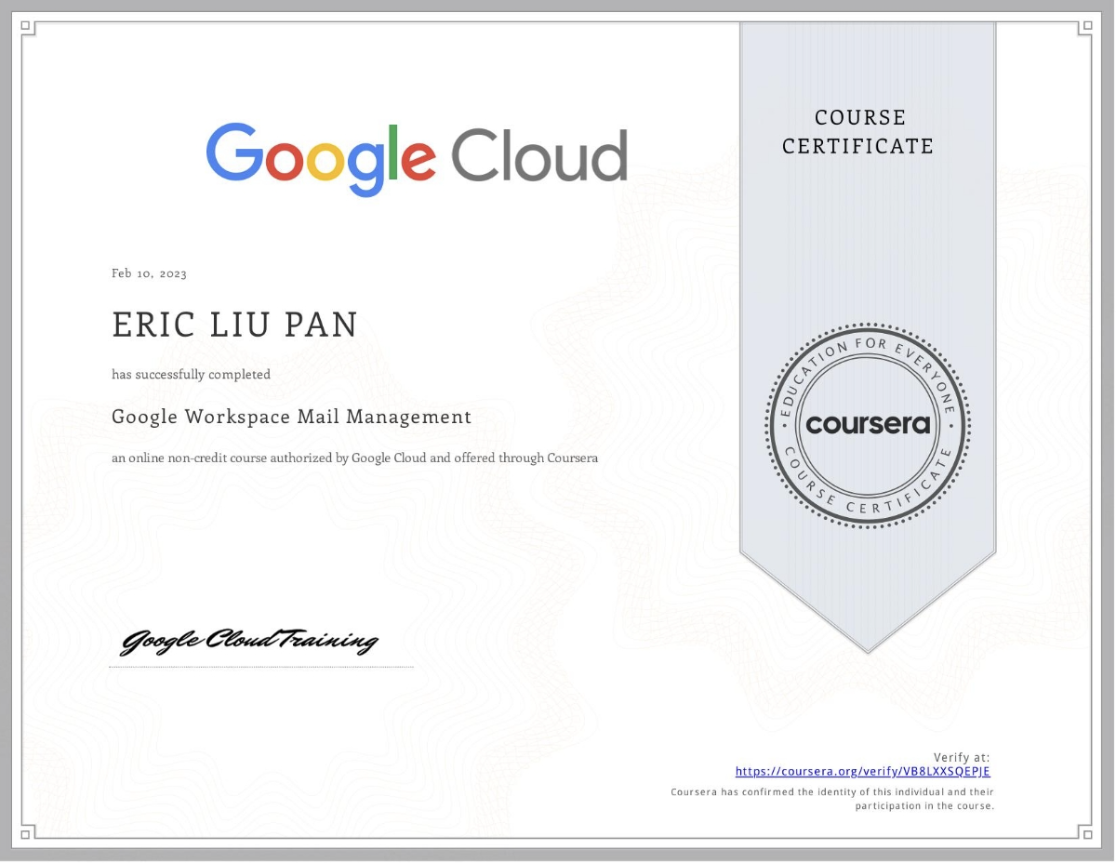 COURSE
CERTIFICATE
Google Cloud
Feb 10, 2023
ERIC LIU PAN
has successfully completed
Google Workspace Mail Management
an online non-credit course authorized by Google Cloud and offered through Coursera
EDUCATION FOR EVERYONE
coursera
COURSE CERTIFICATE
Google Cloud Training
Verify at:
https://coursera.org/verify/VB8LXXSQEPJE
Coursera has confirmed the identity of this individual and their
participation in the course.